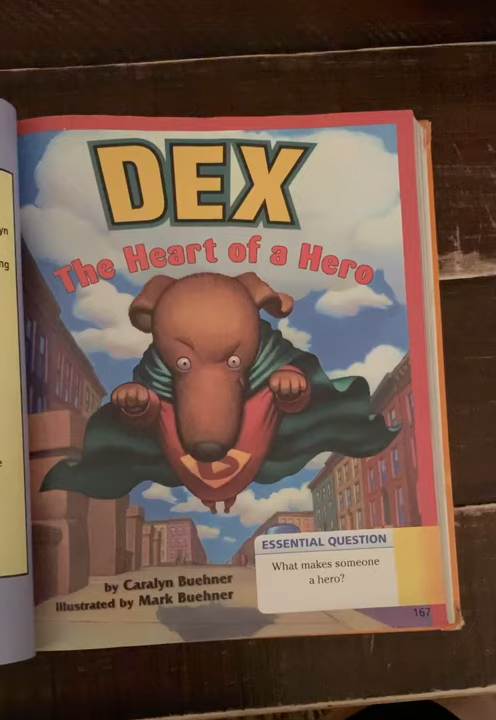 DEX
The Heart of a Hero
ESSENTIAL QUESTION
What makes someone
a hero?
by Caralyn Buehner
illustrated by Mark Buehner
167